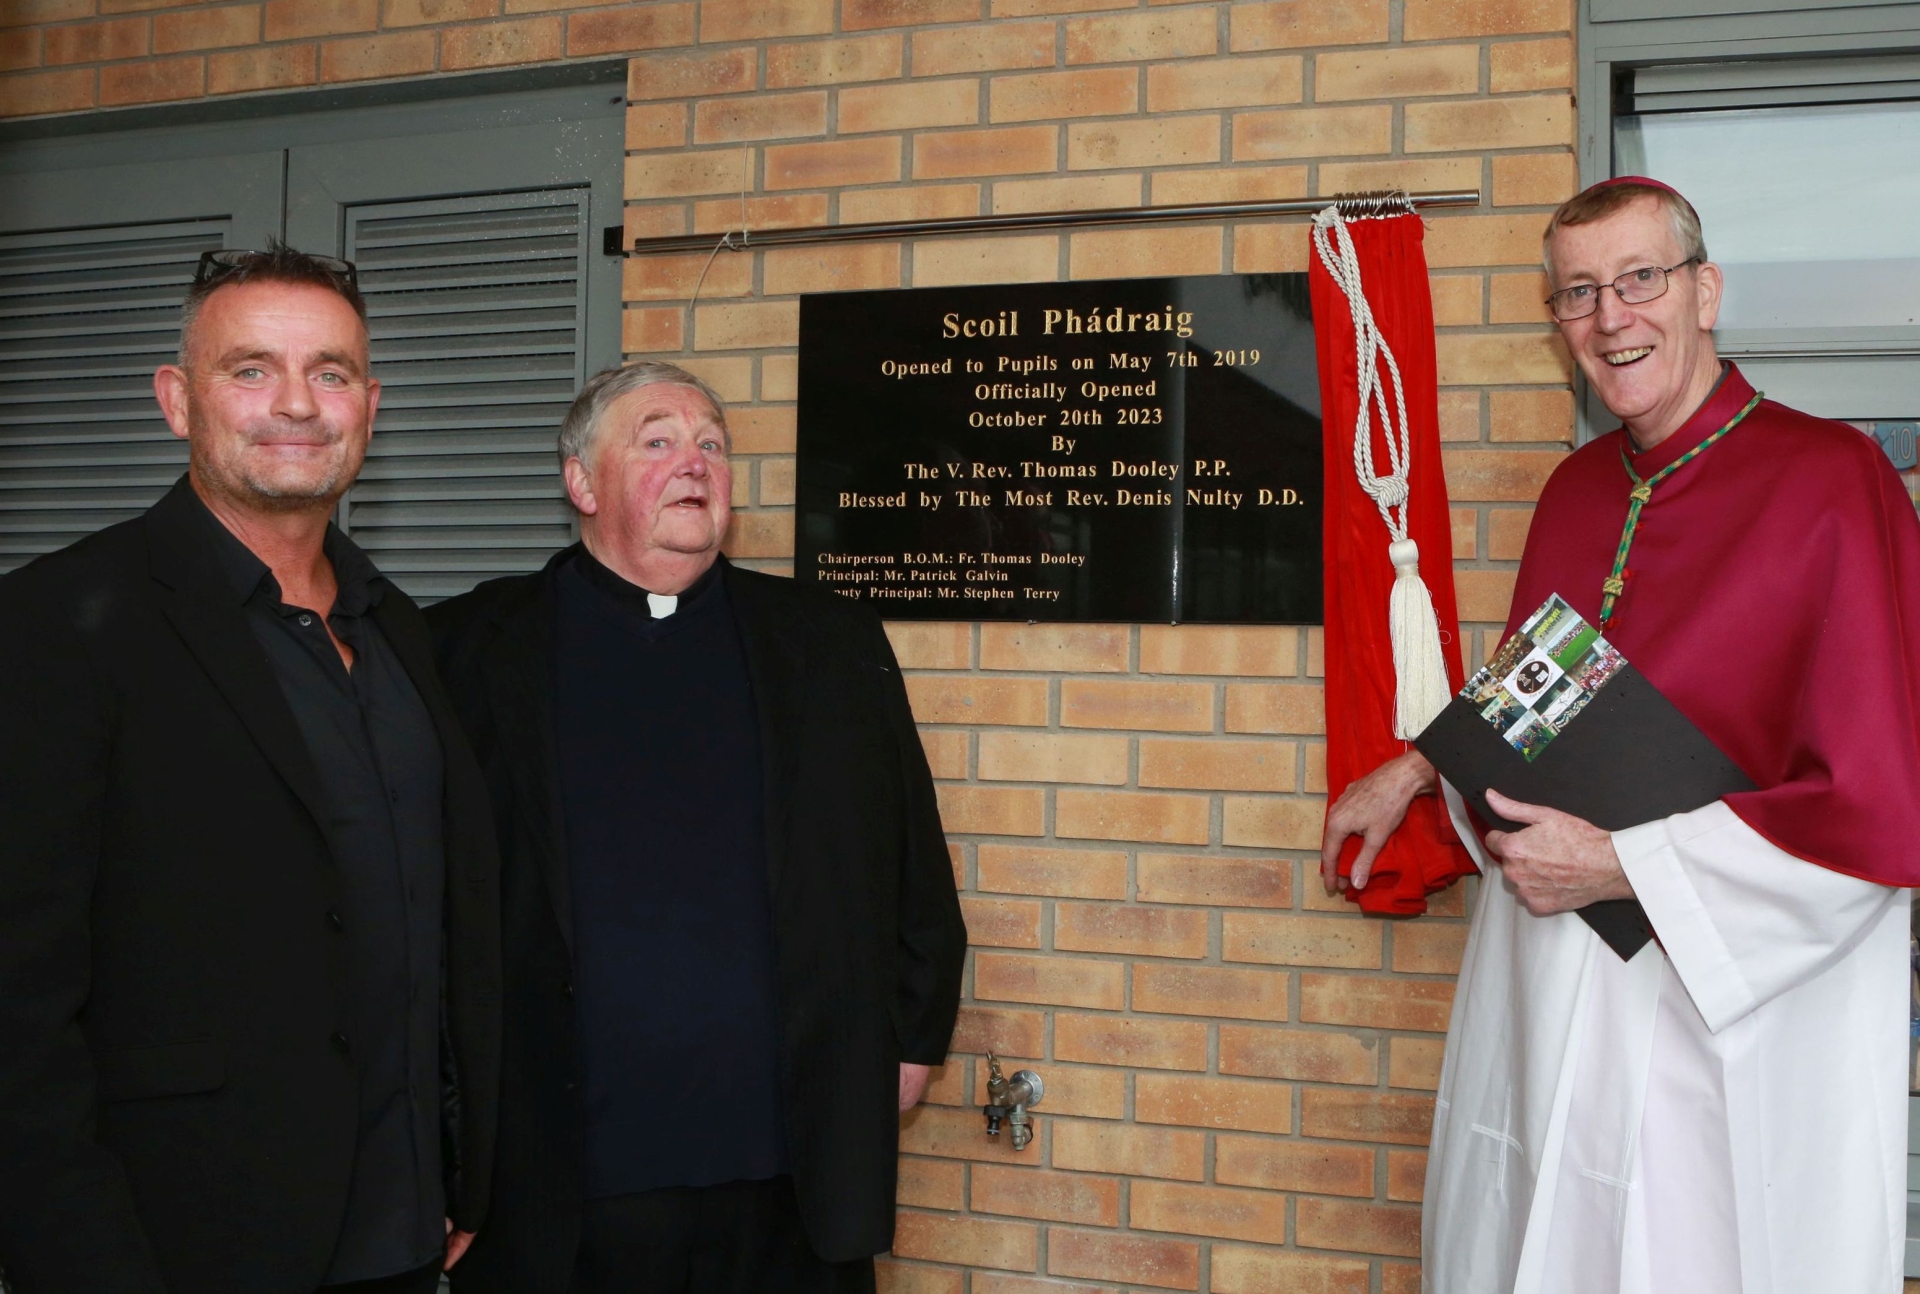 Scoil Phádraig
Opened to Pupils on May 7th 2019
Officially Opened
October 20th 2023
By
The V. Rev. Thomas Dooley P.P.
Blessed by The Most Rev. Denis Nulty D.D.
Chairperson B.O.M.: Fr. Thomas Dooley
Principal: Mr. Patrick Galvin
Principal: Mr. Stephen Terry
10